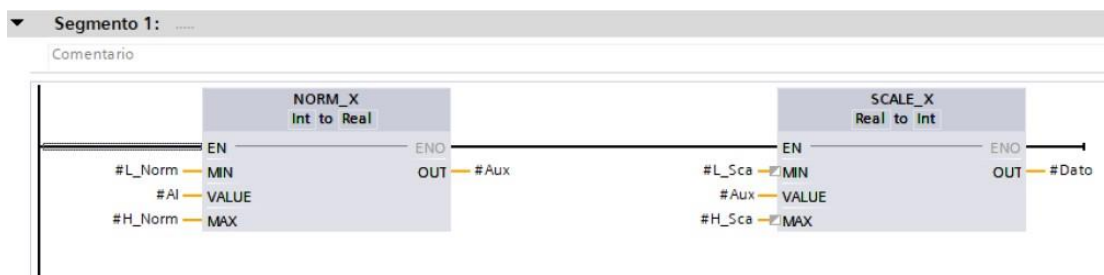 Segmento 1: .....
Comentario
NORM_X
Int to Real
EN ENO
#L_Norm MIN OUT #Aux
#AI VALUE
#H_Norm MAX
SCALE_X
Real to Int
EN ENO
#L_Sca MIN OUT #Dato
#Aux VALUE
#H_Sca MAX